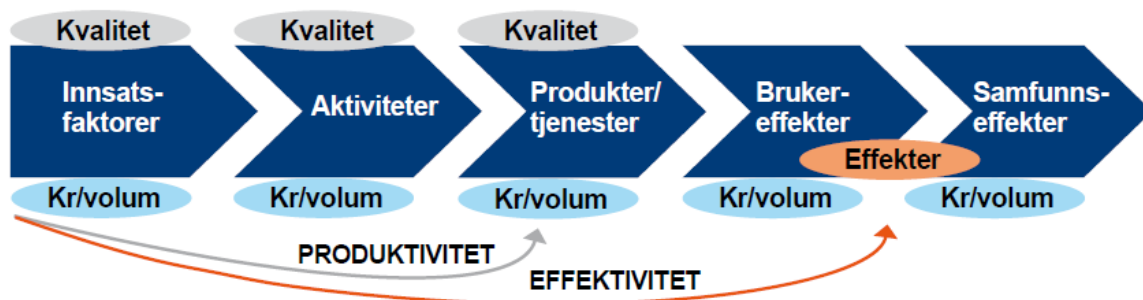 Kvalitet
Kvalitet
Kvalitet
Innsats-
faktorer
Aktiviteter
Produkter/
tjenester
Bruker-
effekter
Samfunns-
effekter
Effekter
Kr/volum
Kr/volum
Kr/volum
Kr/volum
Kr/volum
PRODUKTIVITET
EFFEKTIVITET